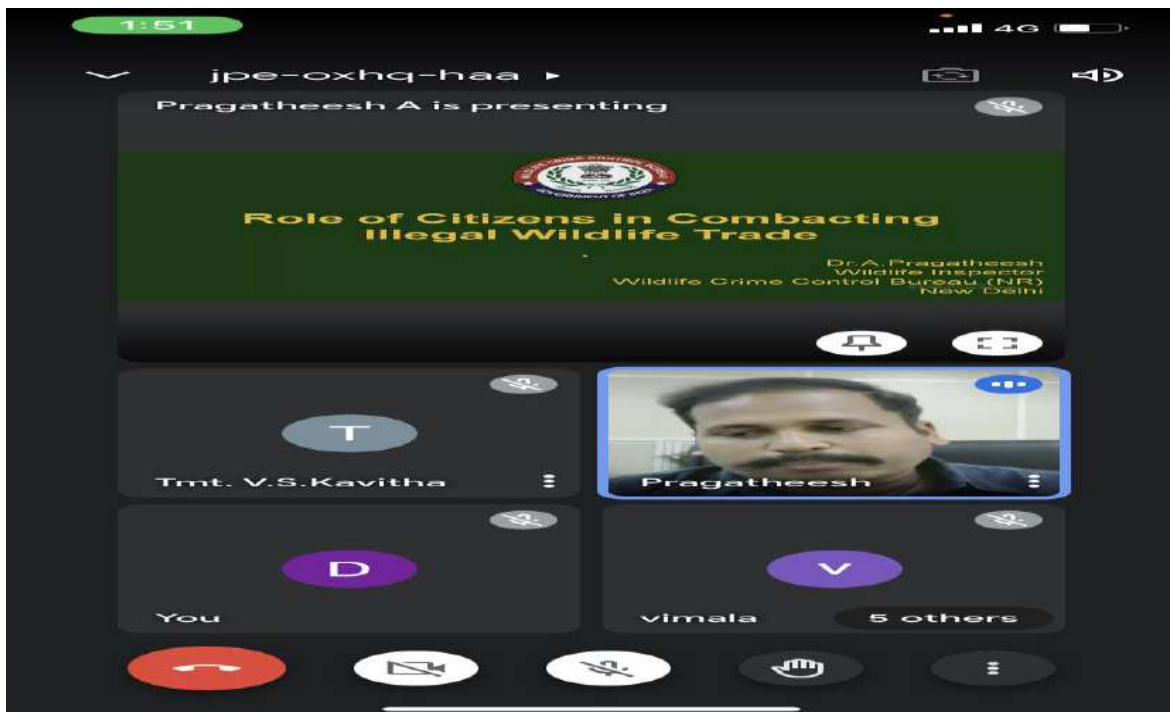 1:51
4G
jpe-oxhq-haa
Pragatheesh A is presenting
Role of Citizens in Combacting
Illegal Wildlife Trade
Dr.A.Pragatheesh
Wildlife Inspector
Wildlife Crime Control Bureau (NR)
New Delhi
T
Tmt. V.S.Kavitha
Pragatheesh
D
You
V
vimala
5 others